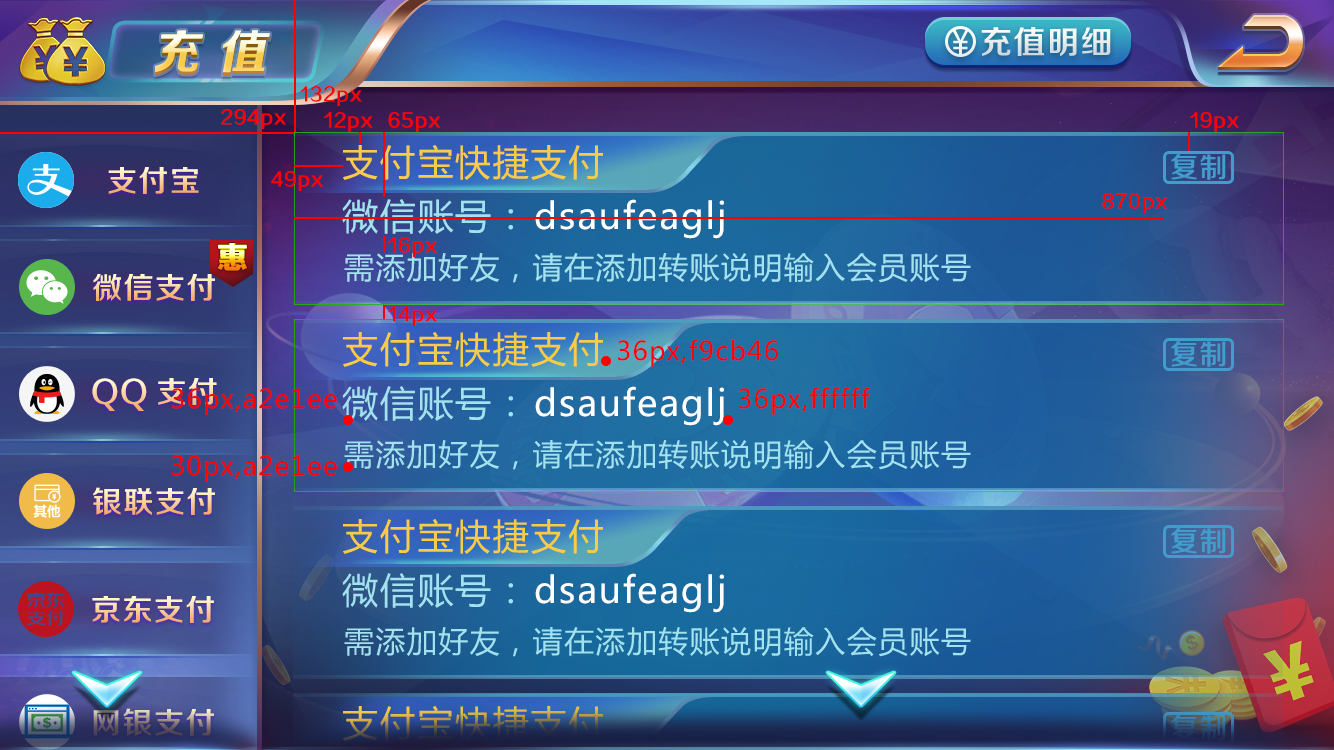 充值
充值明细
132px
294px
12px
65px
19px
支付宝快捷支付
复制
49px
870px
微信账号：dsaufeaglj
16px
需添加好友，请在添加转账说明输入会员账号
14px
支付宝快捷支付
36px,f9cb46
复制
36px,a2e1ee
微信账号：dsaufeaglj
36px,ffffff
30px,a2e1ee
需添加好友，请在添加转账说明输入会员账号
支付宝快捷支付
复制
微信账号：dsaufeaglj
需添加好友，请在添加转账说明输入会员账号
支付宝快捷支付
复制
支
支付宝
微信支付
惠
QQ 支付
其他
银联支付
京东
支付
京东支付
网银支付